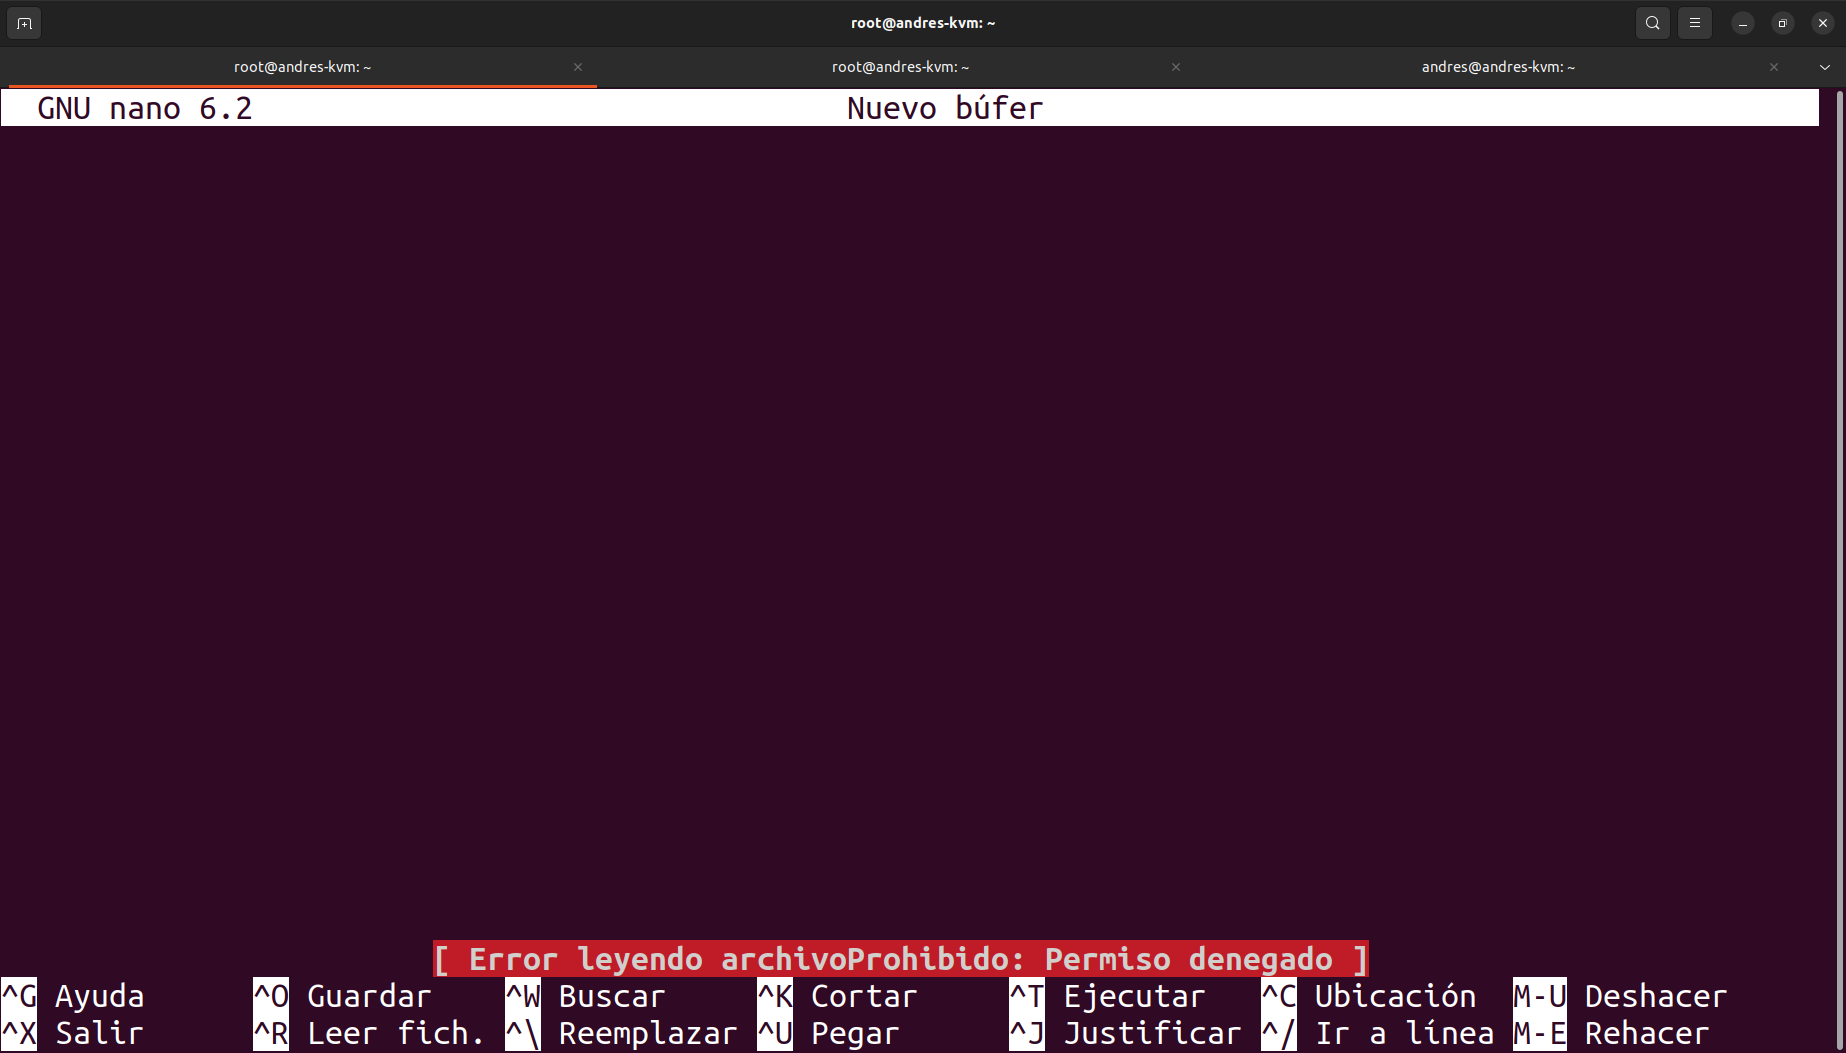 root@andres-kvm: ~
root@andres-kvm: ~ root@andres-kvm: ~ andres@andres-kvm: ~
GNU nano 6.2 Nuevo búfer
[ Error leyendo archivoProhibido: Permiso denegado ]
^G Ayuda ^O Guardar ^W Buscar ^K Cortar ^T Ejecutar ^C Ubicación M-U Deshacer
^X Salir ^R Leer fich. ^\ Reemplazar ^U Pegar ^J Justificar ^/ Ir a línea M-E Rehacer